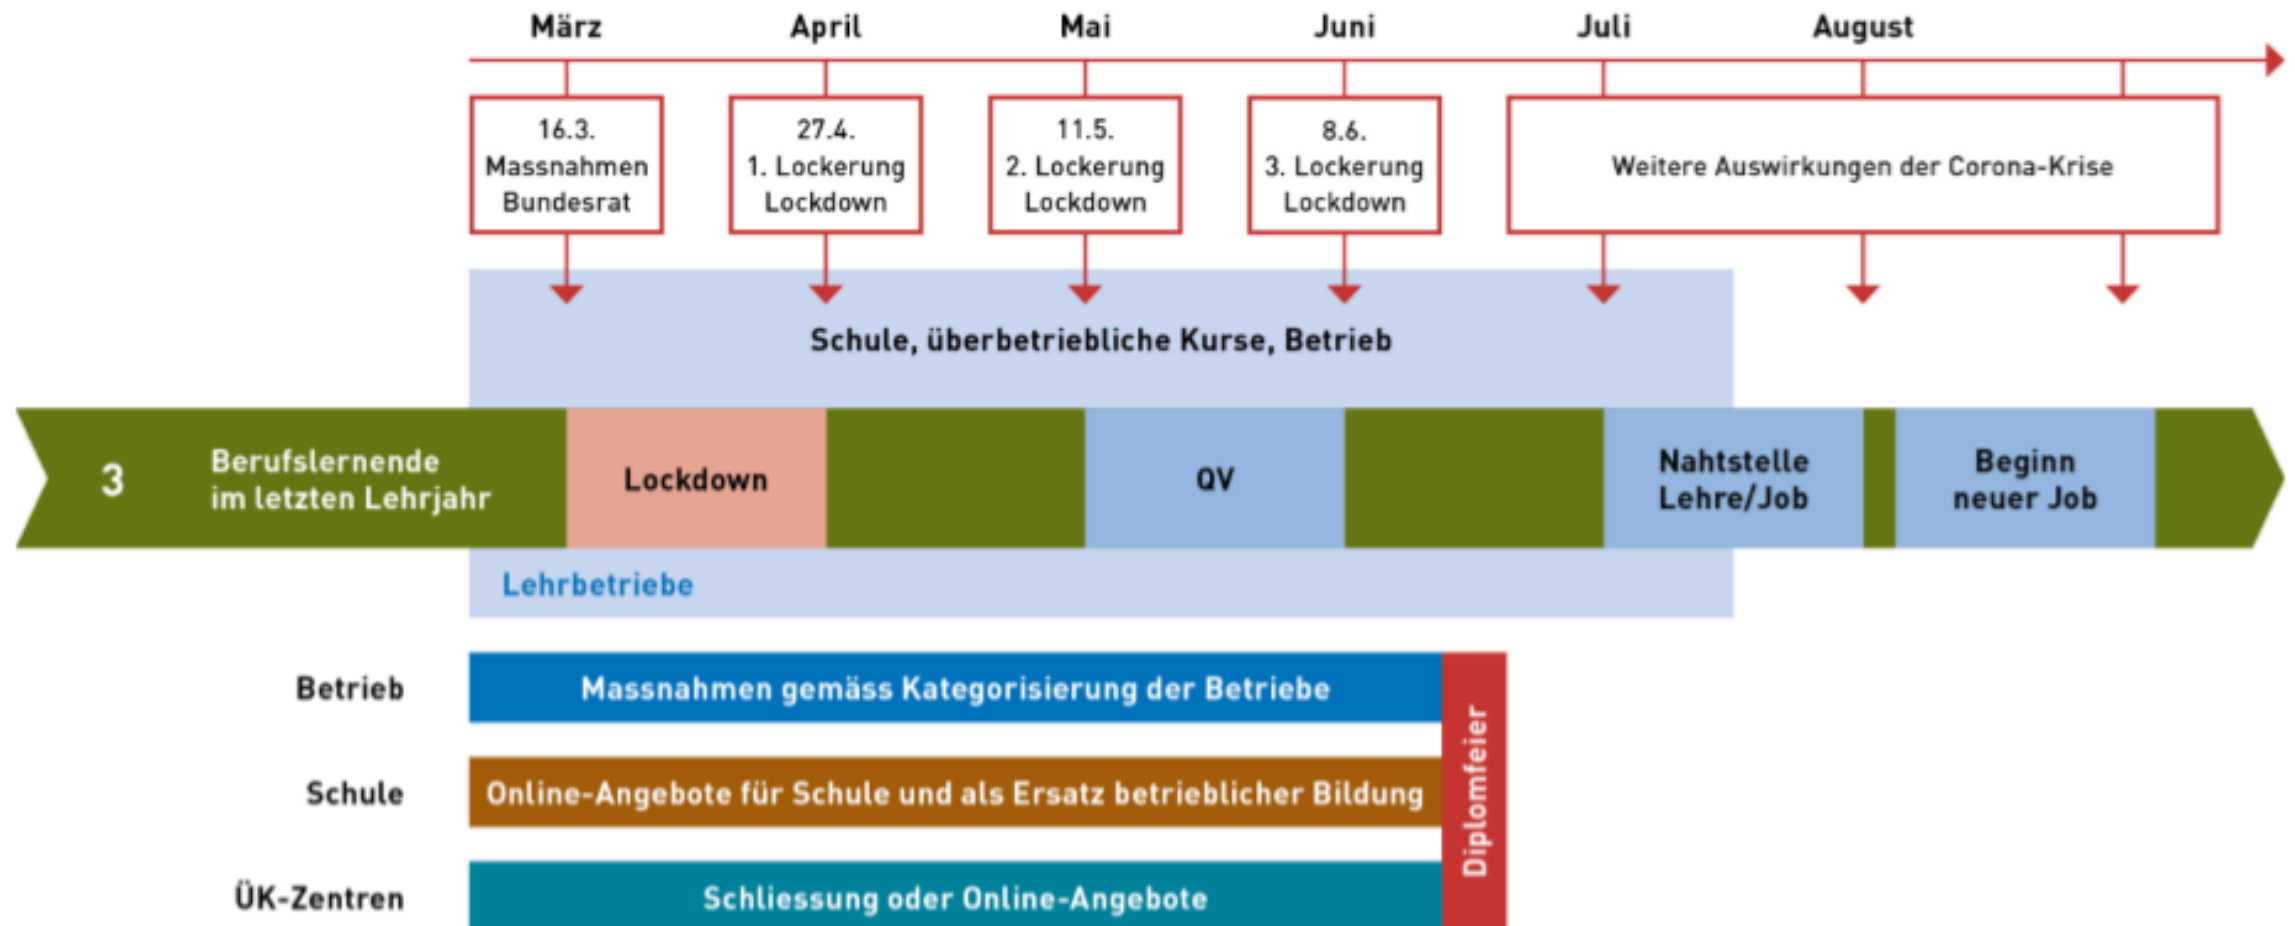 März April Mai Juni Juli August
16.3.
Massnahmen
Bundesrat
27.4.
1. Lockerung
Lockdown
11.5.
2. Lockerung
Lockdown
8.6.
3. Lockerung
Lockdown
Weitere Auswirkungen der Corona-Krise
Schule, überbetriebliche Kurse, Betrieb
3
Berufslernende
im letzten Lehrjahr
Lockdown
QV
Nahtstelle
Lehre/Job
Beginn
neuer Job
Lehrbetriebe
Betrieb
Massnahmen gemäss Kategorisierung der Betriebe
Schule
Online-Angebote für Schule und als Ersatz betrieblicher Bildung
ÜK-Zentren
Schliessung oder Online-Angebote
Diplomfeier